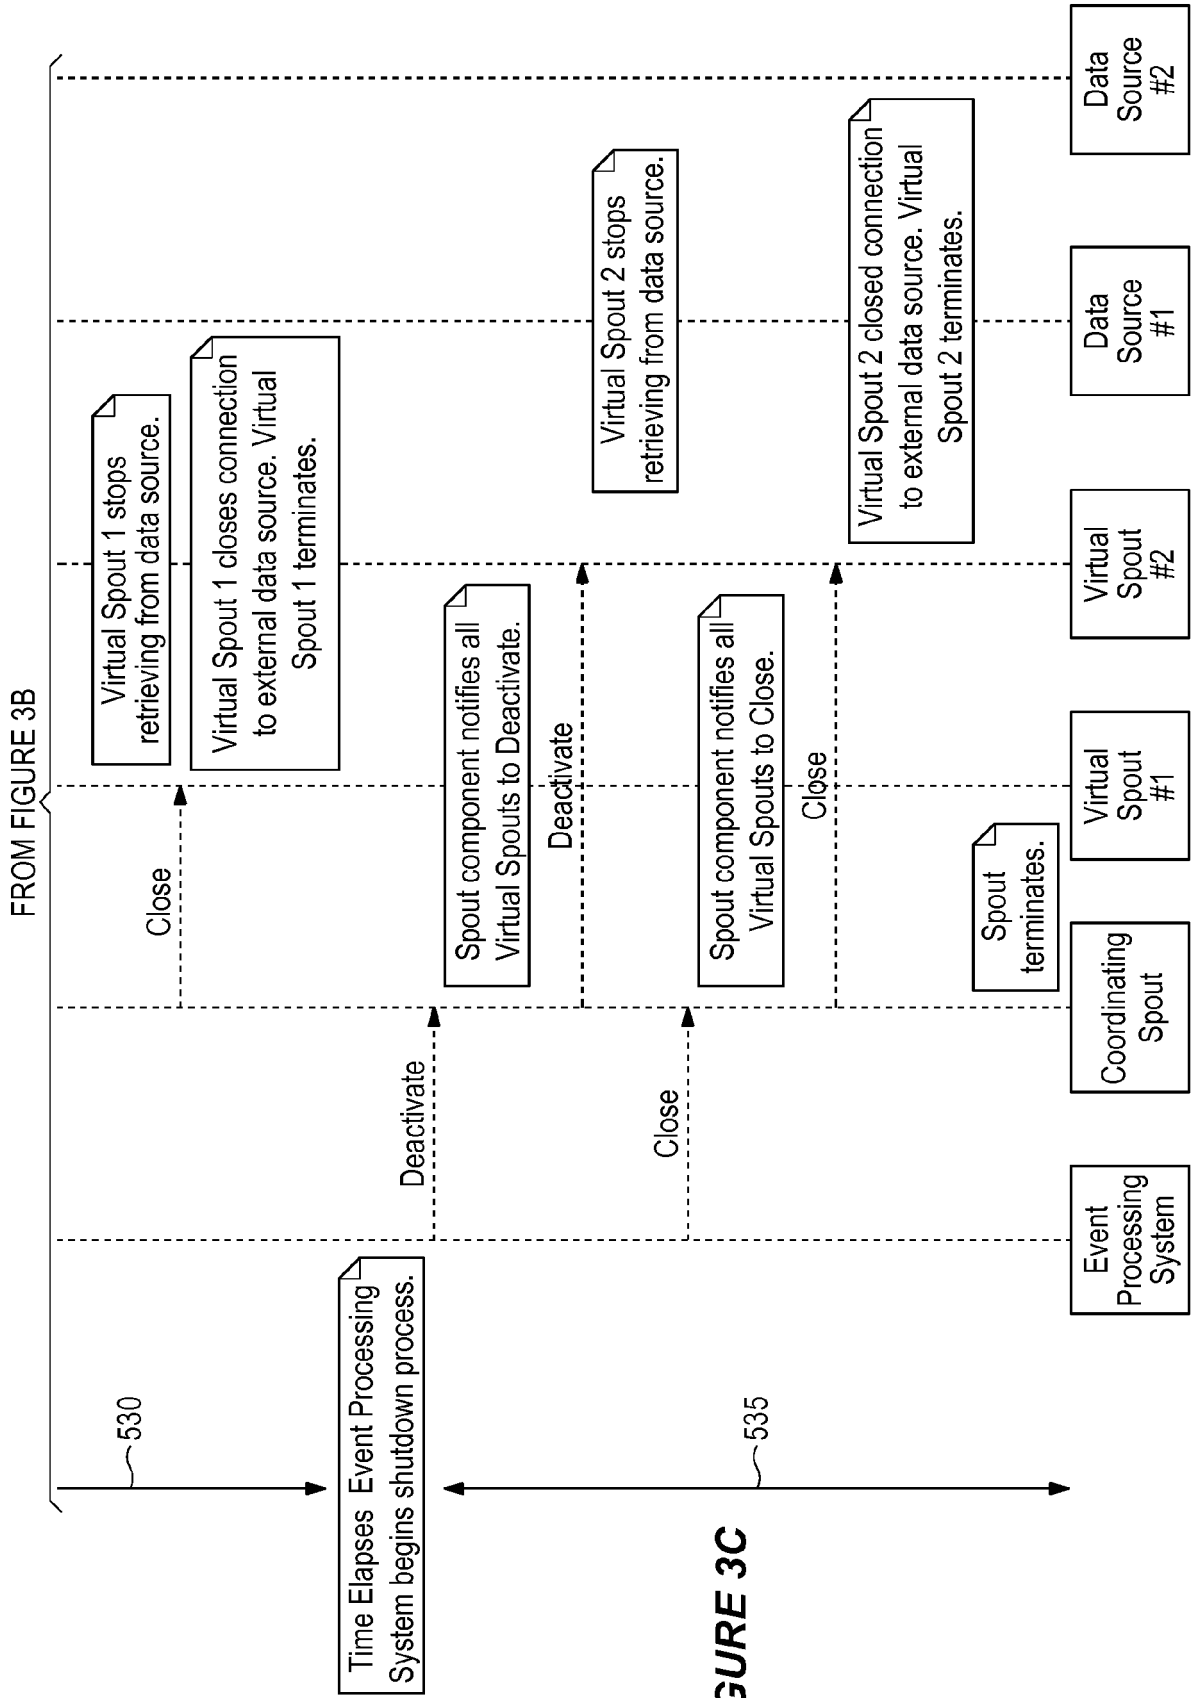 FROM FIGURE 3B
530
Virtual Spout 1 stops
retrieving from data source.
Close
Virtual Spout 1 closes connection
to external data source. Virtual
Spout 1 terminates.
Time Elapses Event Processing
System begins shutdown process.
Deactivate
Spout component notifies all
Virtual Spouts to Deactivate.
Deactivate
Virtual Spout 2 stops
retrieving from data source.
535
Close
Spout component notifies all
Virtual Spouts to Close.
Close
Virtual Spout 2 closed connection
to external data source. Virtual
Spout 2 terminates.
Spout
terminates.
Event
Processing
System
Coordinating
Spout
Virtual
Spout
#1
Virtual
Spout
#2
Data
Source
#1
Data
Source
#2
GURE 3C